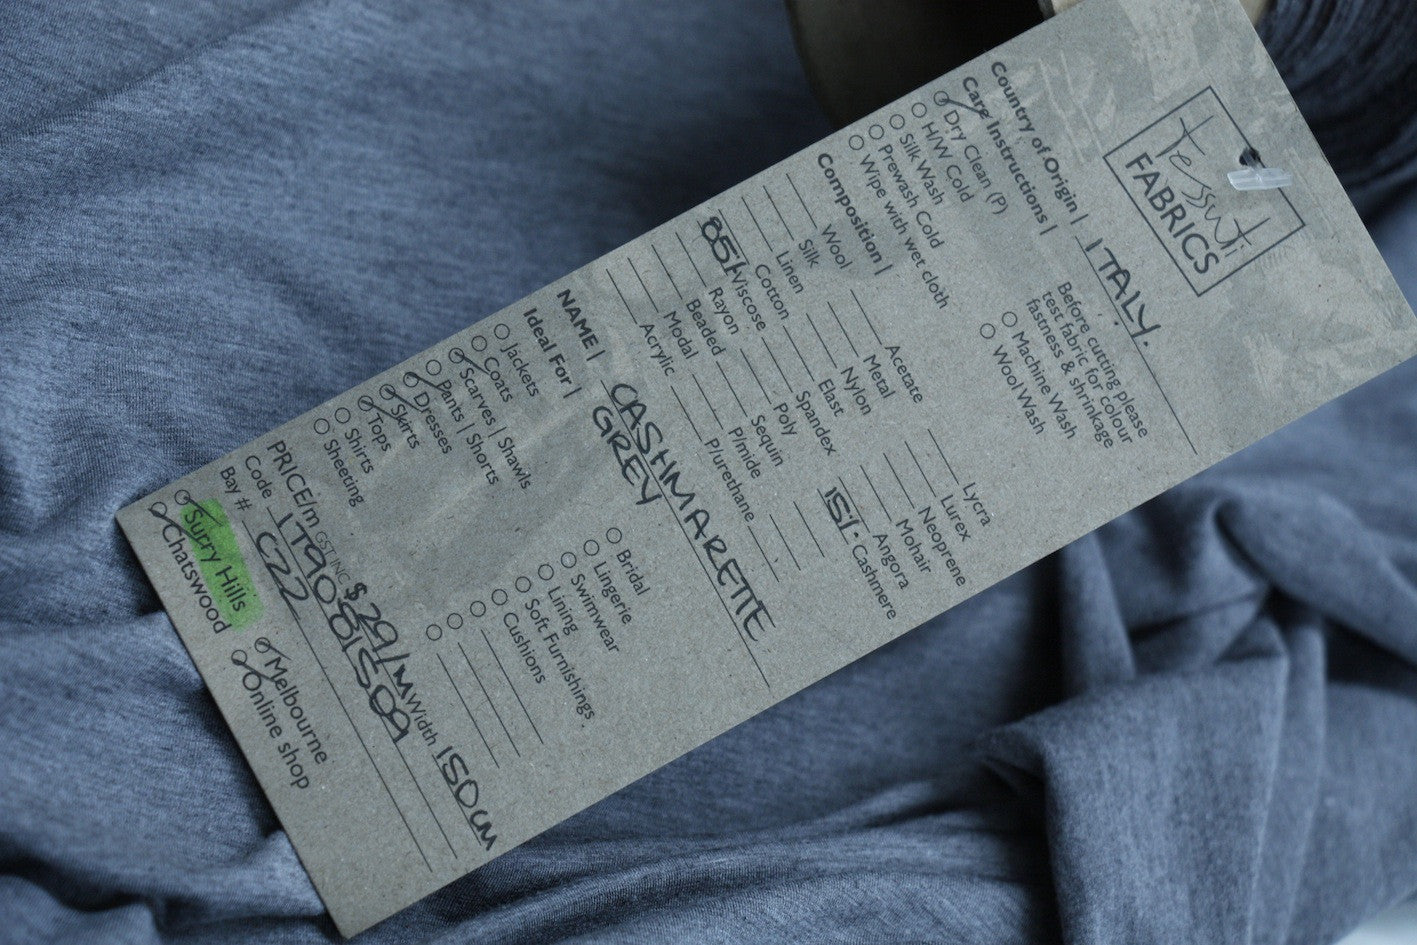 Tessuti
FABRICS
Country of Origin | ITALY.
Care Instructions |
Dry Clean (P)
H/W Cold
Silk Wash
Prewash Cold
Wipe with wet cloth
Before cutting please
test fabric for colour
fastness & shrinkage
Machine Wash
Wool Wash
Composition |
Wool
Silk
Linen
Cotton
85% Viscose
Rayon
Beaded
Modal
Acrylic
Acetate
Metal
Nylon
Elast
Spandex
Poly
Sequin
P/mide
P/urethane
Lycra
Lurex
Neoprene
Mohair
Angora
15% Cashmere
NAME | CASHMARETTE
GREY
Ideal For |
Jackets
Coats
Scarves | Shawls
Pants | Shorts
Dresses
Skirts
Tops
Shirts
Sheeting
Bridal
Lingerie
Swimwear
Lining
Soft Furnishings
Cushions
PRICE/m GST INC $29/M Width 150CM
Code
Bay # C22
Surry Hills
Chatswood
Melbourne
Online shop